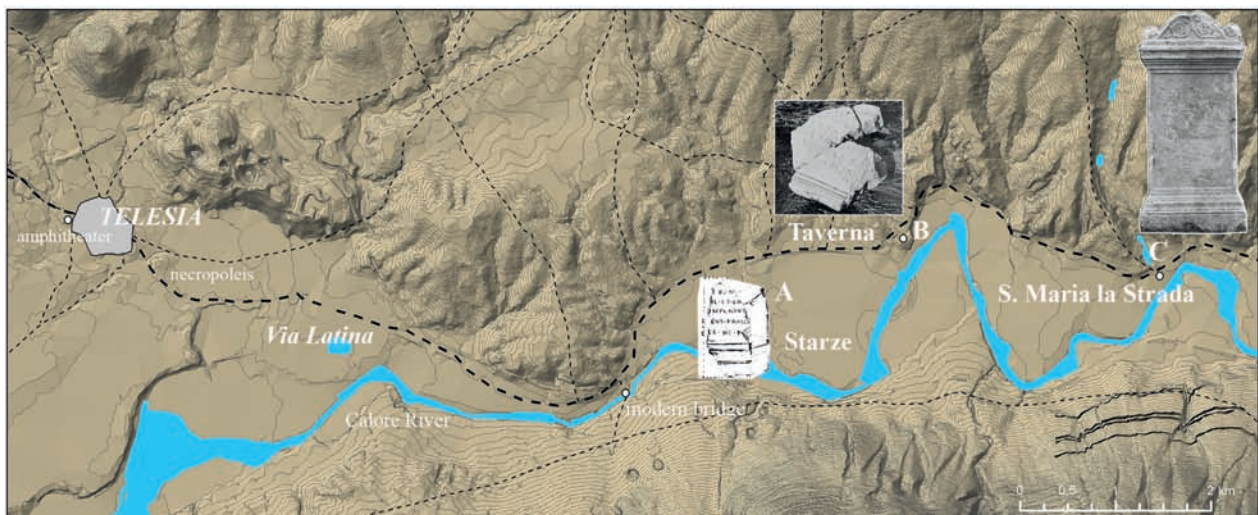 TELESIA
amphitheater
necropoleis
Via Latina
Calore River
modern bridge
Taverna
B
A
Starze
C
S. Maria la Strada
0 0,5 1 2 km